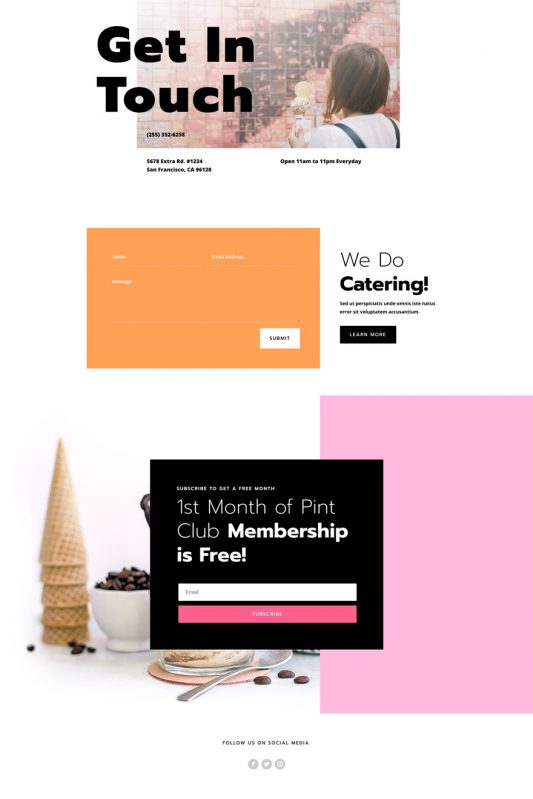 Get In
Touch
(255) 352-6258
5678 Extra Rd. #1234
San Francisco, CA 96120
Open 11am to 11pm Everyday
Name
Email Address
Message
SUBMIT
We Do
Catering!
Sed ut perspiciatis unde omnis iste natus
error sit voluptatem accusantium.
LEARN MORE
SUBSCRIBE TO GET A FREE MONTH
1st Month of Pint
Club Membership
is Free!
Email
SUBSCRIBE
FOLLOW US ON SOCIAL MEDIA.